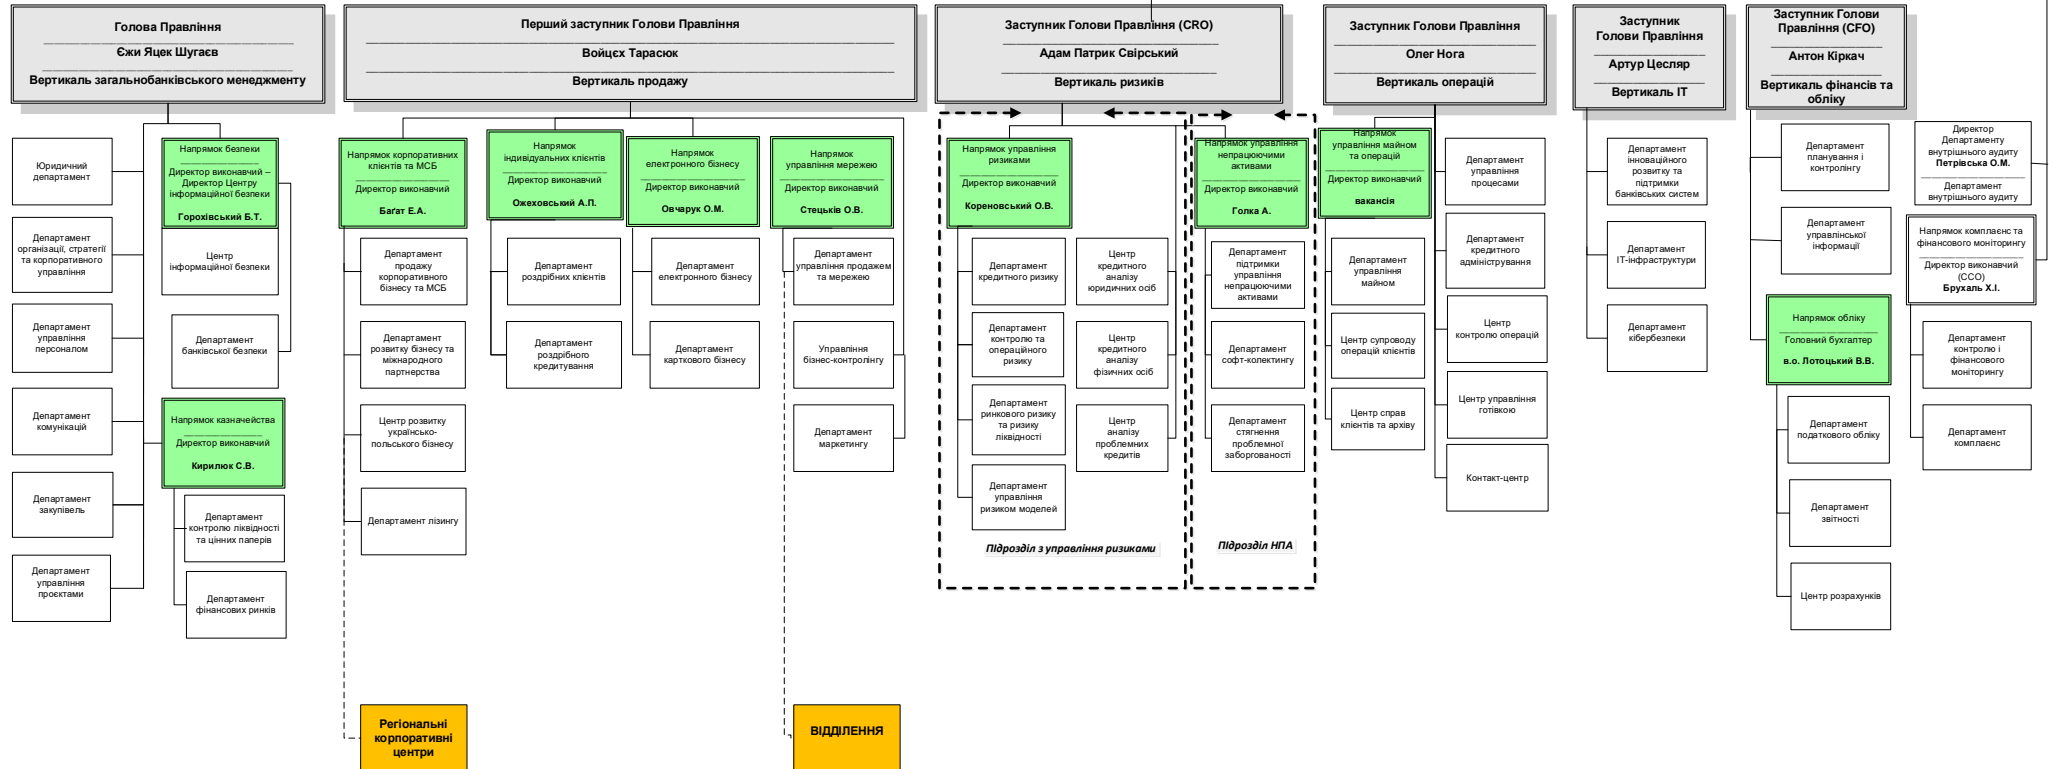 Голова Правління
Єжи Яцек Шугаєв
Вертикаль загальнобанківського менеджменту
Юридичний
департамент
Департамент
організації, стратегії
та корпоративного
управління
Департамент
управління
персоналом
Департамент
комунікацій
Департамент
закупівель
Департамент
управління
проєктами
Напрямок безпеки
Директор виконавчий –
Директор Центру
інформаційної безпеки
Горохівський Б.Т.
Центр
інформаційної безпеки
Департамент
банківської безпеки
Напрямок казначейства
Директор виконавчий
Кирилюк С.В.
Департамент
контролю ліквідності
та цінних паперів
Департамент
фінансових ринків
Перший заступник Голови Правління
Войцєх Тарасюк
Вертикаль продажу
Напрямок корпоративних
клієнтів та МСБ
Директор виконавчий
Баґат Е.А.
Департамент
продажу
корпоративного
бізнесу та МСБ
Департамент
розвитку бізнесу та
міжнародного
партнерства
Центр розвитку
українсько-
польського бізнесу
Департамент лізингу
Регіональні
корпоративні
центри
Напрямок
індивідуальних клієнтів
Директор виконавчий
Ожеховський А.П.
Департамент
роздрібних клієнтів
Департамент
роздрібного
кредитування
Напрямок
електронного бізнесу
Директор виконавчий
Овчарук О.М.
Департамент
електронного бізнесу
Департамент
карткового бізнесу
Напрямок
управління мережею
Директор виконавчий
Стецьків О.В.
Департамент
управління продажем
та мережею
Управління
бізнес-контролінгу
Департамент
маркетингу
ВІДДІЛЕННЯ
Заступник Голови Правління (CRO)
Адам Патрик Свірський
Вертикаль ризиків
Напрямок управління
ризиками
Директор виконавчий
Кореновський О.В.
Департамент
кредитного ризику
Департамент
контролю та
операційного
ризику
Департамент
ринкового ризику
та ризику
ліквідності
Департамент
управління
ризиком моделей
Центр
кредитного
аналізу
юридичних осіб
Центр
кредитного
аналізу
фізичних осіб
Центр
аналізу
проблемних
кредитів
Підрозділ з управління ризиками
Напрямок управління
непрацюючими
активами
Директор виконавчий
Голка А.
Департамент
підтримки
управління
непрацюючими
активами
Департамент
софт-колектингу
Департамент
стягнення
проблемної
заборгованості
Підрозділ НПА
Заступник Голови Правління
Олег Нога
Вертикаль операцій
Напрямок
управління майном
та операцій
Директор виконавчий
вакансія
Департамент
управління
майном
Центр супроводу
операцій клієнтів
Центр справ
клієнтів та архіву
Департамент
управління
процесами
Департамент
кредитного
адміністрування
Центр
контролю операцій
Центр управління
готівкою
Контакт-центр
Заступник
Голови Правління
Артур Цесляр
Вертикаль ІТ
Департамент
інноваційного
розвитку та
підтримки
банківських систем
Департамент
ІТ-інфраструктури
Департамент
кібербезпеки
Заступник Голови
Правління (CFO)
Антон Кіркач
Вертикаль фінансів та
обліку
Департамент
планування і
контролінгу
Департамент
управлінської
інформації
Напрямок обліку
Головний бухгалтер
в.о. Лотоцький В.В.
Департамент
податкового обліку
Департамент
звітності
Центр розрахунків
Директор
Департаменту
внутрішнього аудиту
Петрівська О.М.
Департамент
внутрішнього аудиту
Напрямок комплаєнс та
фінансового моніторингу
Директор виконавчий
(ССО)
Брухаль Х.І.
Департамент
контролю і
фінансового
моніторингу
Департамент
комплаєнс